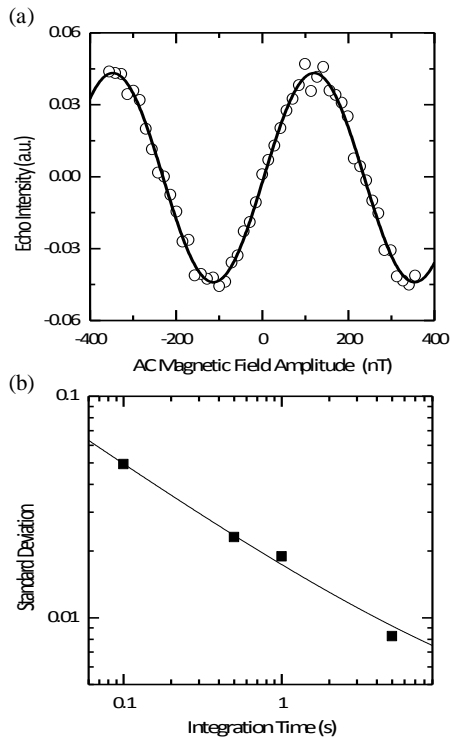 (a)
0.06
0.03
0.00
-0.03
-0.06
Echo Intensity (a.u.)
-400 -200 0 200 400
AC Magnetic Field Amplitude (nT)
(b)
0.1
0.01
Standard Deviation
0.1 1
Integration Time (s)